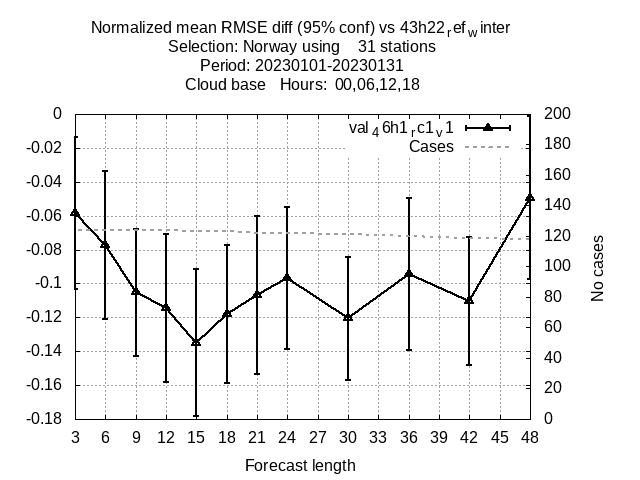 Normalized mean RMSE diff (95% conf) vs 43h22refwinter
Selection: Norway using 31 stations
Period: 20230101-20230131
Cloud base Hours: 00,06,12,18
val46h1rc1v1
Cases
0
-0.02
-0.04
-0.06
-0.08
-0.1
-0.12
-0.14
-0.16
-0.18
200
180
160
140
120
100
80
60
40
20
0
No cases
3 6 9 12 15 18 21 24 27 30 33 36 39 42 45 48
Forecast length